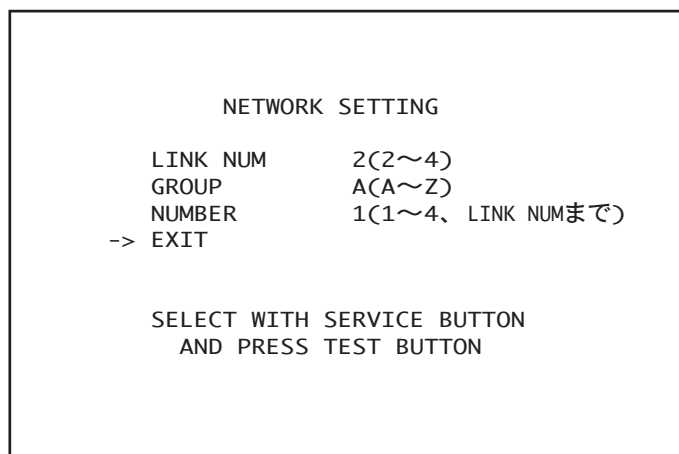 NETWORK SETTING
LINK NUM 2(2〜4)
GROUP A(A〜Z)
NUMBER 1(1〜4、LINK NUMまで)
-> EXIT
SELECT WITH SERVICE BUTTON
AND PRESS TEST BUTTON